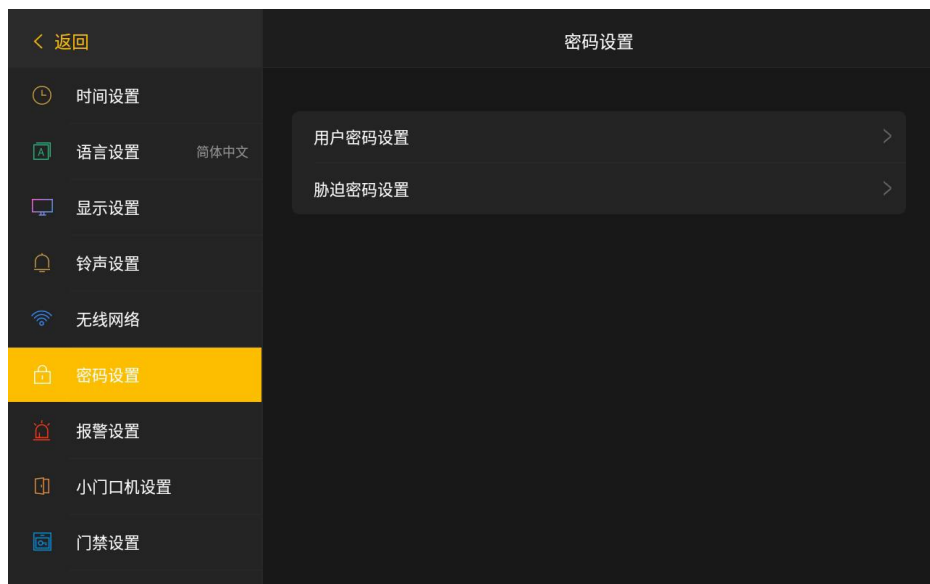 返回
密码设置
时间设置
语言设置 简体中文
显示设置
铃声设置
无线网络
密码设置
报警设置
小门口机设置
门禁设置
用户密码设置
胁迫密码设置